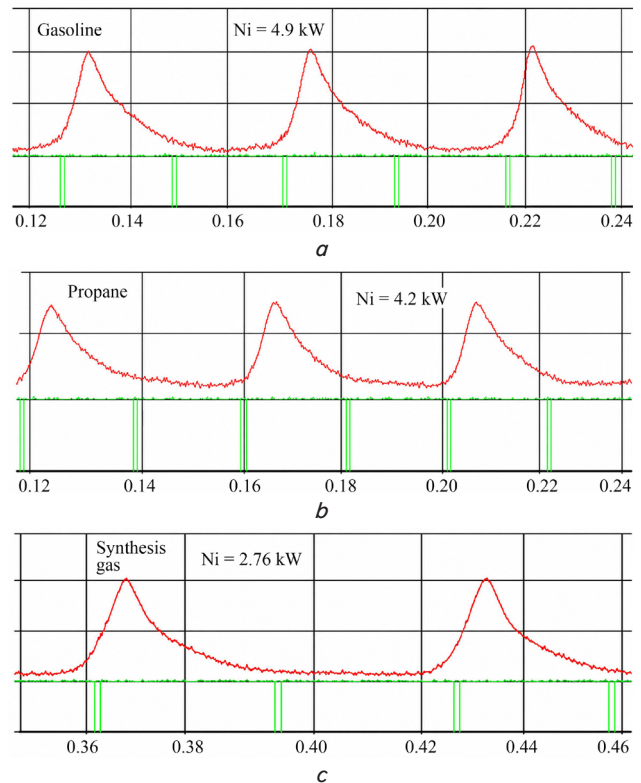 Gasoline Ni = 4.9 kW
0.12 0.14 0.16 0.18 0.20 0.22 0.24
a
Propane Ni = 4.2 kW
0.12 0.14 0.16 0.18 0.20 0.22 0.24
b
Synthesis
gas Ni = 2.76 kW
0.36 0.38 0.40 0.42 0.44 0.46
c